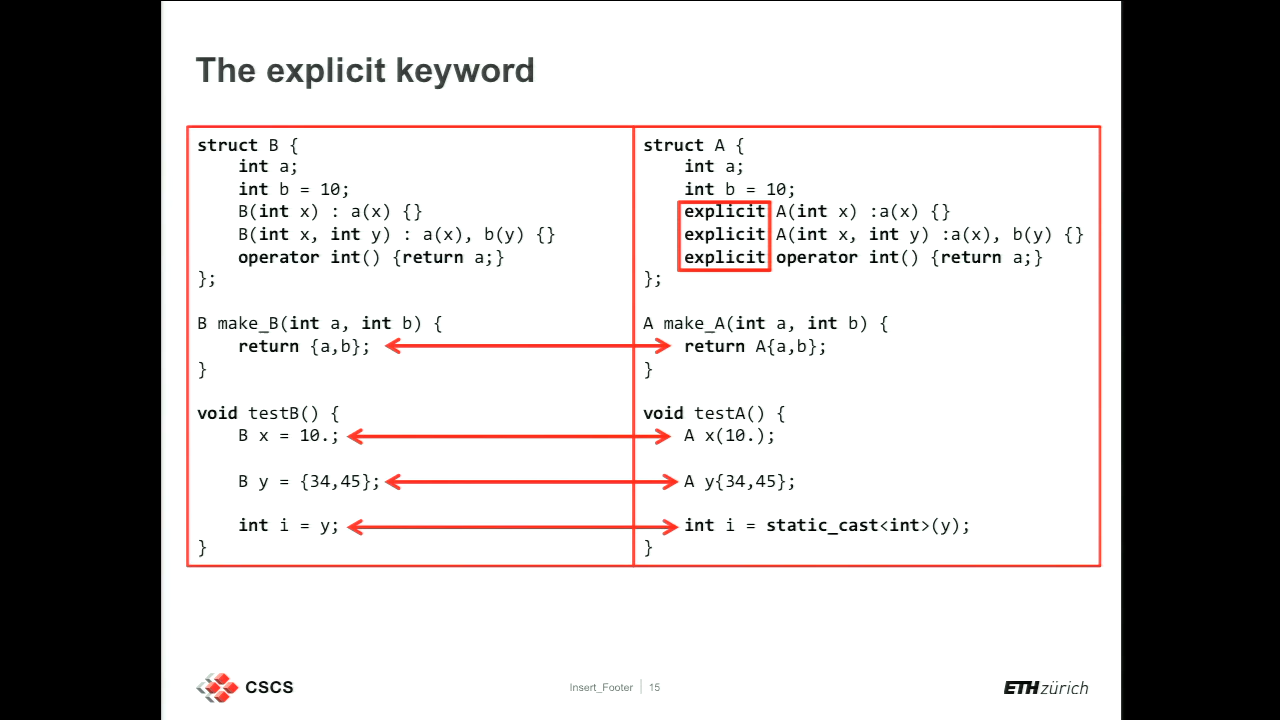 The explicit keyword
struct B {
int a;
int b = 10;
B(int x) : a(x) {}
B(int x, int y) : a(x), b(y) {}
operator int() {return a;}
};
B make_B(int a, int b) {
return {a,b};
}
void testB() {
B x = 10.;
B y = {34,45};
int i = y;
}
struct A {
int a;
int b = 10;
explicit A(int x) :a(x) {}
explicit A(int x, int y) :a(x), b(y) {}
explicit operator int() {return a;}
};
A make_A(int a, int b) {
return A{a,b};
}
void testA() {
A x(10.);
A y{34,45};
int i = static_cast<int>(y);
}
CSCS
Insert_Footer 15
ETH zürich